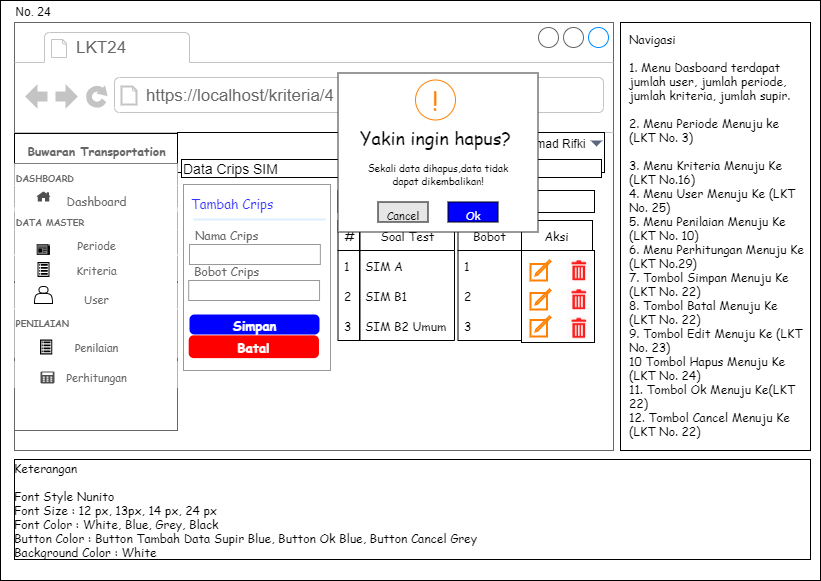 No. 24
LKT24
https://localhost/kriteria/4
Buwaran Transportation
DASHBOARD
Dashboard
DATA MASTER
Periode
Kriteria
User
PENILAIAN
Penilaian
Perhitungan
mad Rifki
Data Crips SIM
Tambah Crips
Nama Crips
Bobot Crips
Simpan
Batal
!
Yakin ingin hapus?
Sekali data dihapus,data tidak
dapat dikembalikan!
Cancel
Ok
# Soal Test Bobot Aksi
1 SIM A 1
2 SIM B1 2
3 SIM B2 Umum 3
Navigasi
1. Menu Dasboard terdapat
jumlah user, jumlah periode,
jumlah kriteria, jumlah supir.
2. Menu Periode Menuju ke
(LKT No. 3)
3. Menu Kriteria Menuju Ke
(LKT No.16)
4. Menu User Menuju Ke (LKT
No. 25)
5. Menu Penilaian Menuju Ke
(LKT No. 10)
6. Menu Perhitungan Menuju Ke
(LKT No.29)
7. Tombol Simpan Menuju Ke
(LKT No. 22)
8. Tombol Batal Menuju Ke
(LKT No. 22)
9. Tombol Edit Menuju Ke (LKT
No. 23)
10 Tombol Hapus Menuju Ke
(LKT No. 24)
11. Tombol Ok Menuju Ke(LKT
22)
12. Tombol Cancel Menuju Ke
(LKT No. 22)
Keterangan
Font Style Nunito
Font Size : 12 px, 13px, 14 px, 24 px
Font Color : White, Blue, Grey, Black
Button Color : Button Tambah Data Supir Blue, Button Ok Blue, Button Cancel Grey
Background Color : White